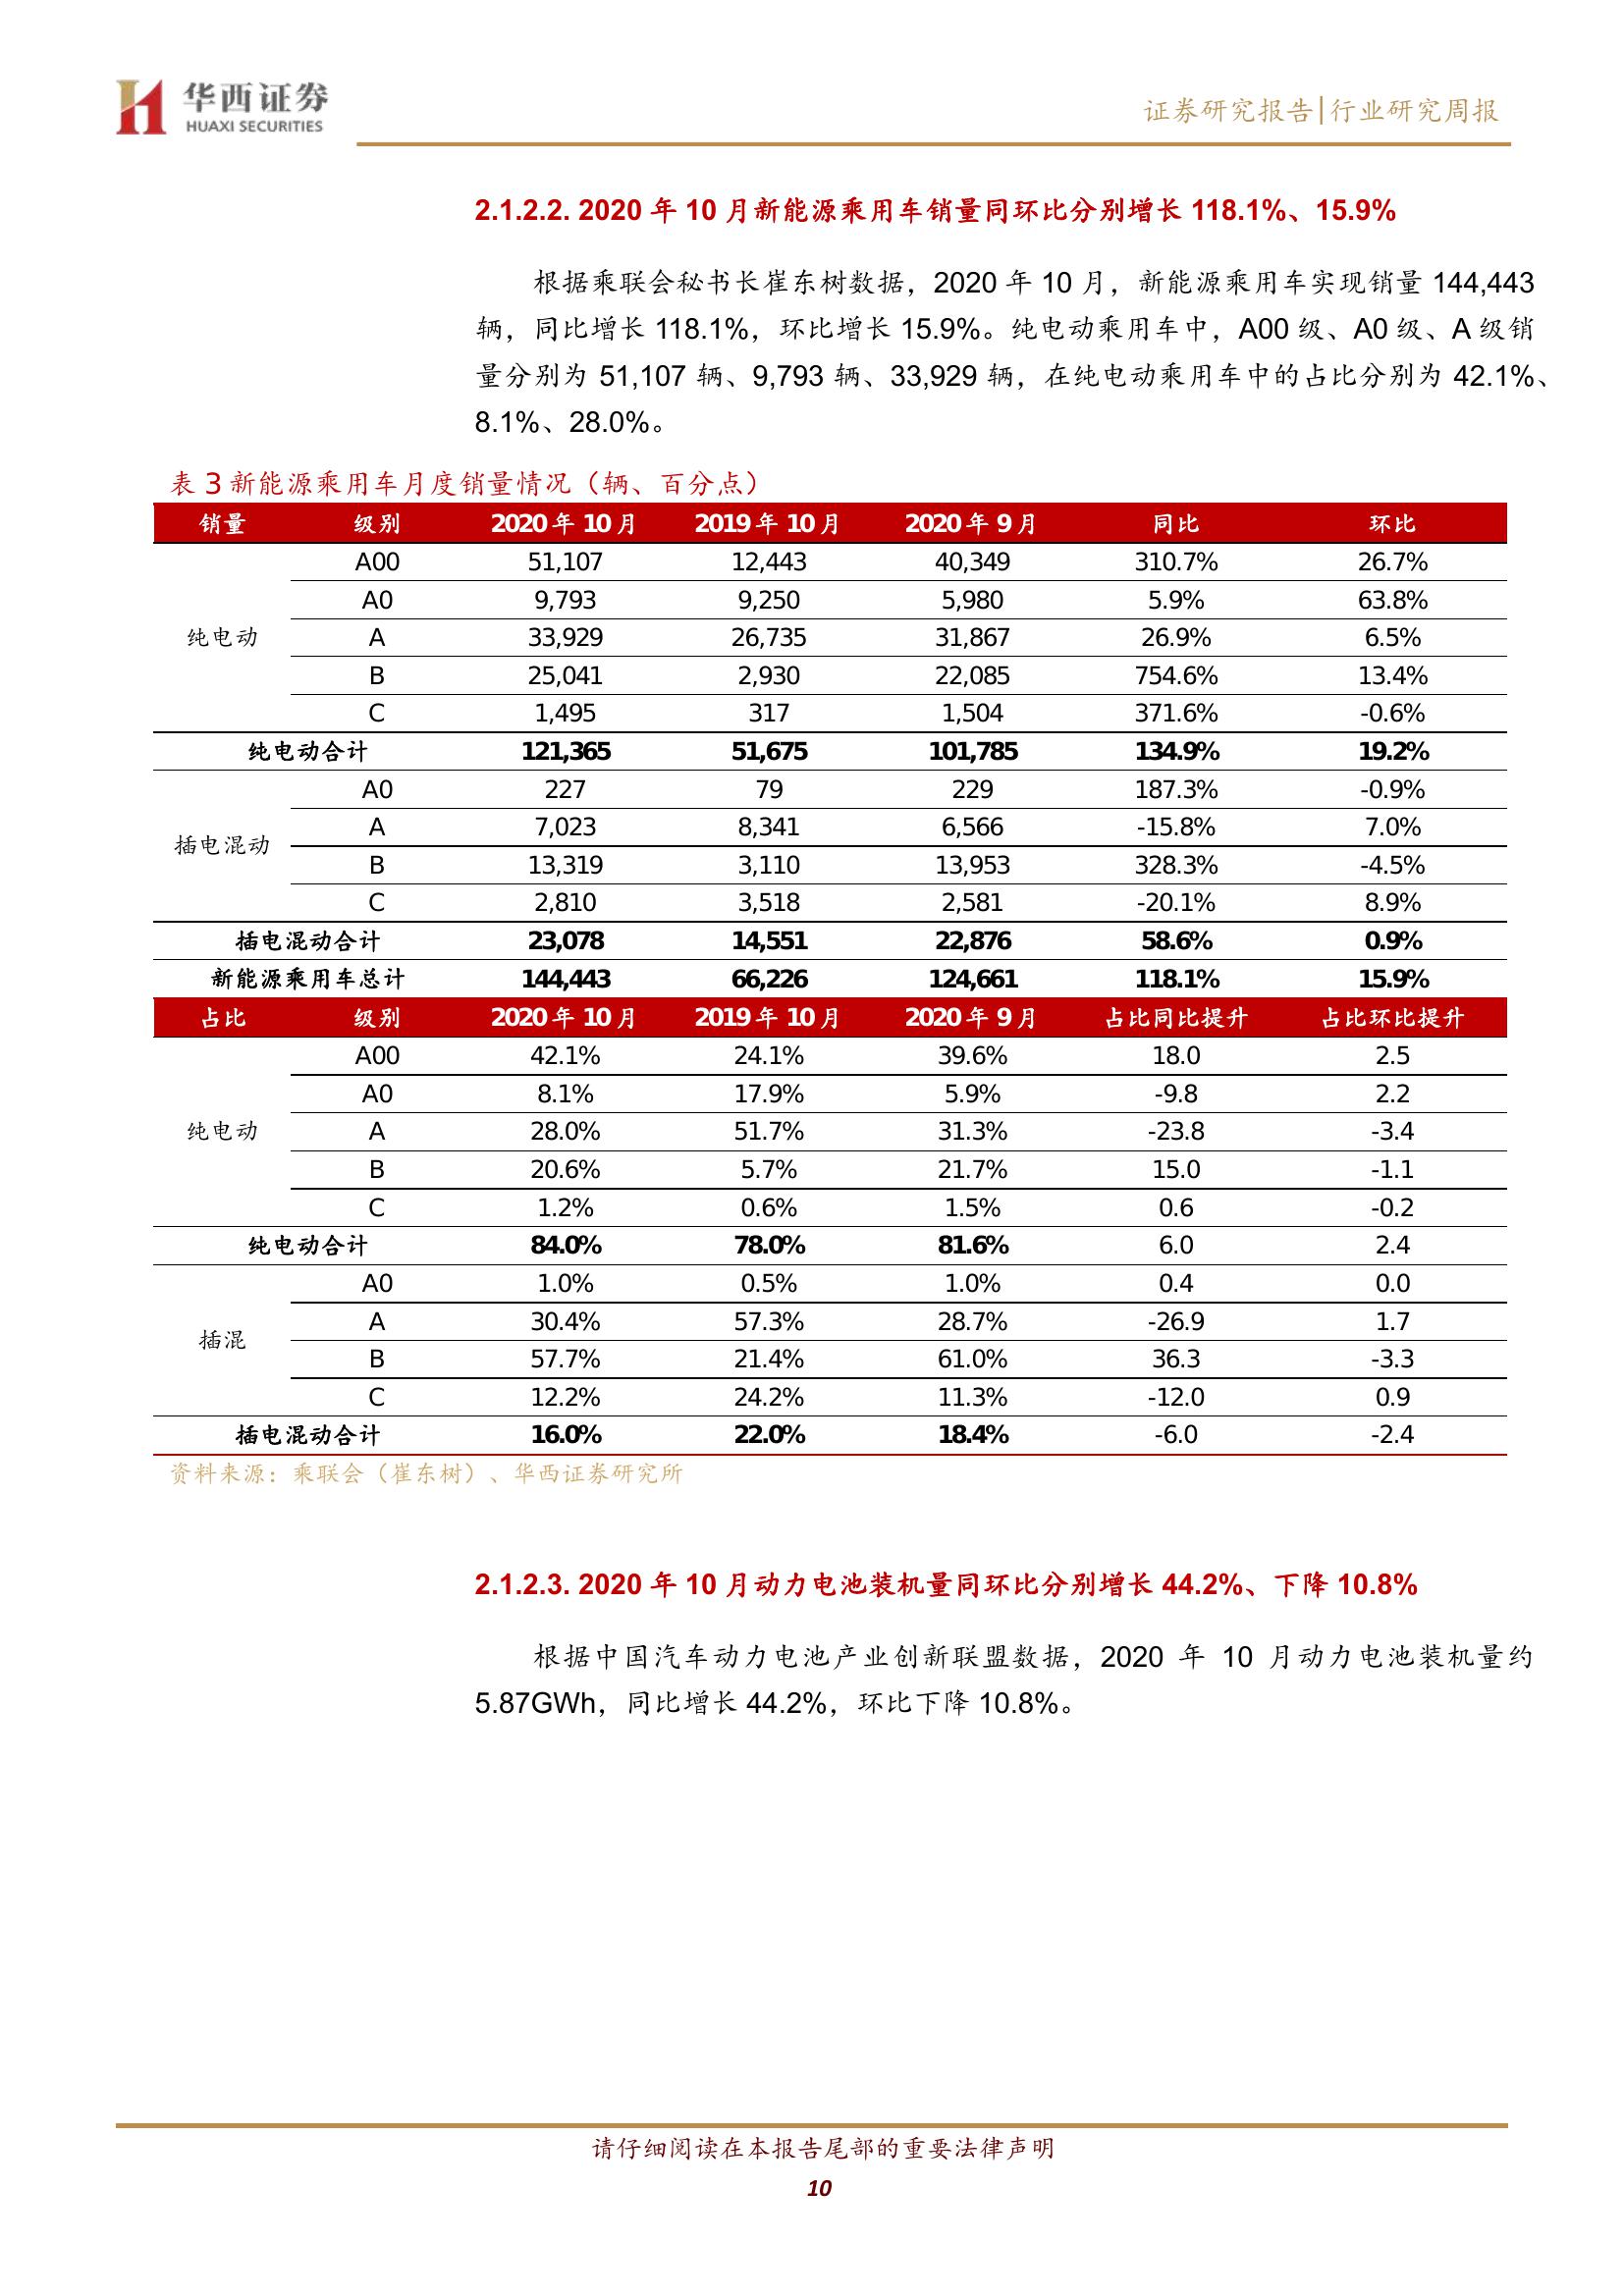 华西证券
HUAXI SECURITIES
证券研究报告|行业研究周报
2.1.2.2. 2020 年 10 月新能源乘用车销量同环比分别增长 118.1%、15.9%
根据乘联会秘书长崔东树数据，2020 年 10 月，新能源乘用车实现销量 144,443
辆，同比增长 118.1%，环比增长 15.9%。纯电动乘用车中，A00 级、A0 级、A 级销
量分别为 51,107 辆、9,793 辆、33,929 辆，在纯电动乘用车中的占比分别为 42.1%、
8.1%、28.0%。
表 3 新能源乘用车月度销量情况（辆、百分点）
销量 级别 2020 年 10 月 2019 年 10 月 2020 年 9 月 同比 环比
A00 51,107 12,443 40,349 310.7% 26.7%
A0 9,793 9,250 5,980 5.9% 63.8%
纯电动 A 33,929 26,735 31,867 26.9% 6.5%
B 25,041 2,930 22,085 754.6% 13.4%
C 1,495 317 1,504 371.6% -0.6%
纯电动合计 121,365 51,675 101,785 134.9% 19.2%
A0 227 79 229 187.3% -0.9%
A 7,023 8,341 6,566 -15.8% 7.0%
插电混动
B 13,319 3,110 13,953 328.3% -4.5%
C 2,810 3,518 2,581 -20.1% 8.9%
插电混动合计 23,078 14,551 22,876 58.6% 0.9%
新能源乘用车总计 144,443 66,226 124,661 118.1% 15.9%
占比 级别 2020 年 10 月 2019 年 10 月 2020 年 9 月 占比同比提升 占比环比提升
A00 42.1% 24.1% 39.6% 18.0 2.5
A0 8.1% 17.9% 5.9% -9.8 2.2
纯电动 A 28.0% 51.7% 31.3% -23.8 -3.4
B 20.6% 5.7% 21.7% 15.0 -1.1
C 1.2% 0.6% 1.5% 0.6 -0.2
纯电动合计 84.0% 78.0% 81.6% 6.0 2.4
A0 1.0% 0.5% 1.0% 0.4 0.0
A 30.4% 57.3% 28.7% -26.9 1.7
插混
B 57.7% 21.4% 61.0% 36.3 -3.3
C 12.2% 24.2% 11.3% -12.0 0.9
插电混动合计 16.0% 22.0% 18.4% -6.0 -2.4
资料来源：乘联会（崔东树）、华西证券研究所
2.1.2.3. 2020 年 10 月动力电池装机量同环比分别增长 44.2%、下降 10.8%
根据中国汽车动力电池产业创新联盟数据，2020 年 10 月动力电池装机量约
5.87GWh，同比增长 44.2%，环比下降 10.8%。
请仔细阅读在本报告尾部的重要法律声明
10